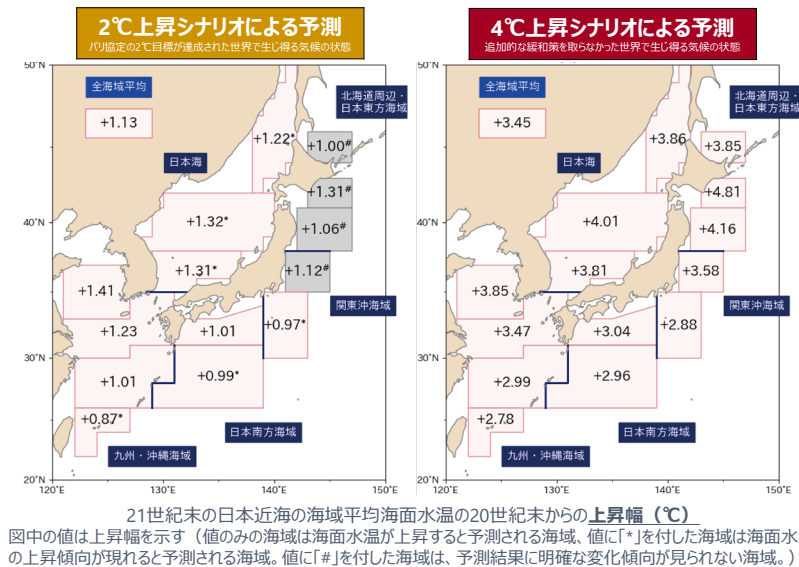 2℃上昇シナリオによる予測
パリ協定の2℃目標が達成された世界で生じ得る気候の状態
50°N
全海域平均
+1.13
北海道周辺・
日本東方海域
+1.22*
+1.00#
日本海
+1.31#
40°N
+1.32*
+1.06#
+1.31*
+1.12#
+1.41
関東沖海域
+1.23
+1.01
+0.97*
30°N
+1.01
+0.99*
+0.87*
日本南方海域
九州・沖縄海域
20°N
120°E
130°E
140°E
150°E
4℃上昇シナリオによる予測
追加的な緩和策を取らなかった世界で生じ得る気候の状態
50°N
全海域平均
+3.45
北海道周辺・
日本東方海域
+3.86
+3.85
日本海
+4.81
40°N
+4.01
+4.16
+3.81
+3.58
+3.85
関東沖海域
+3.47
+3.04
+2.88
30°N
+2.99
+2.96
+2.78
日本南方海域
九州・沖縄海域
20°N
120°E
130°E
140°E
150°E
21世紀末の日本近海の海域平均海面水温の20世紀末からの上昇幅（℃）
図中の値は上昇幅を示す（値のみの海域は海面水温が上昇すると予測される海域、値に「*」を付した海域は海面水
の上昇傾向が現れると予測される海域。値に「#」を付した海域は、予測結果に明確な変化傾向が見られない海域。）